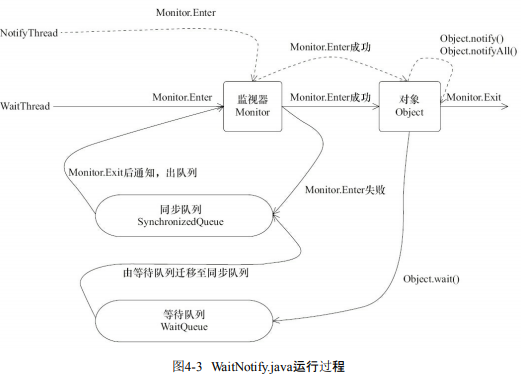 Monitor.Enter
NotifyThread
Object.notify()
Object.notifyAll()
Monitor.Enter成功
WaitThread
Monitor.Enter
监视器
Monitor
Monitor.Enter成功
对象
Object
Monitor.Exit
Monitor.Exit后通知，出队列
Monitor.Enter失败
同步队列
SynchronizedQueue
由等待队列迁移至同步队列
Object.wait()
等待队列
WaitQueue
图4-3 WaitNotify.java运行过程